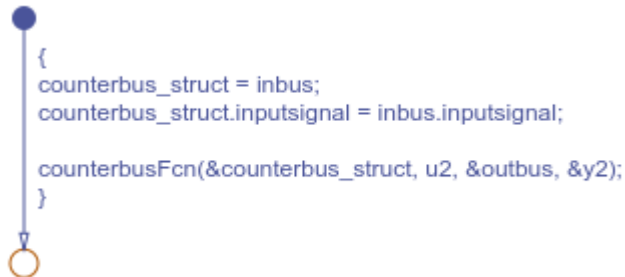 {
counterbus_struct = inbus;
counterbus_struct.inputsignal = inbus.inputsignal;
counterbusFcn(&counterbus_struct, u2, &outbus, &y2);
}